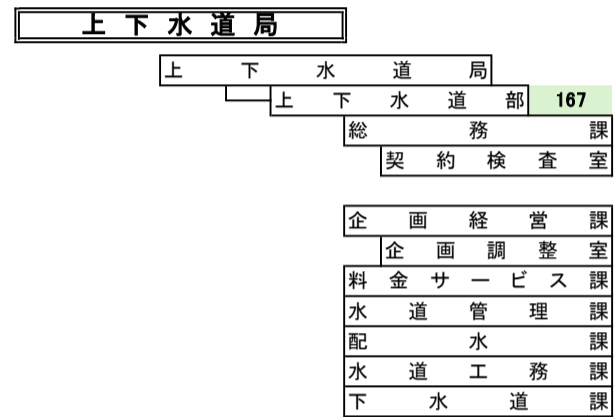 上下水道局
上下水道局
上下水道部 167
総務課
契約検査室
企画経営課
企画調整室
料金サービス課
水道管理課
配水課
水道工務課
下水道課